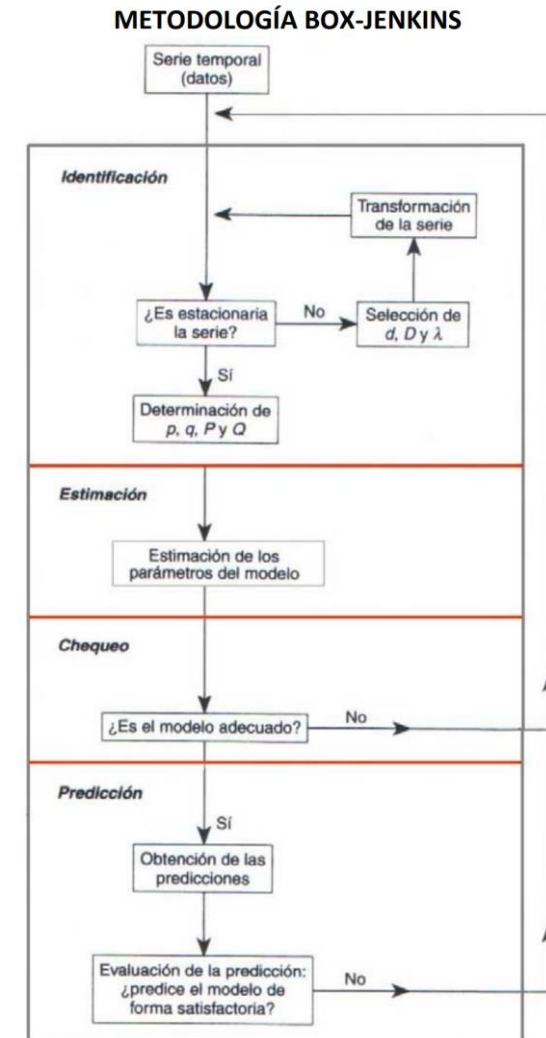 METODOLOGÍA BOX-JENKINS
Serie temporal
(datos)
Identificación
Transformación
de la serie
¿Es estacionaria
la serie?
No
Selección de
d, D y λ
Sí
Determinación de
p, q, P y Q
Estimación
Estimación de los
parámetros del modelo
Chequeo
¿Es el modelo adecuado?
No
Predicción
Sí
Obtención de las
predicciones
Evaluación de la predicción:
¿predice el modelo de
forma satisfactoria?
No